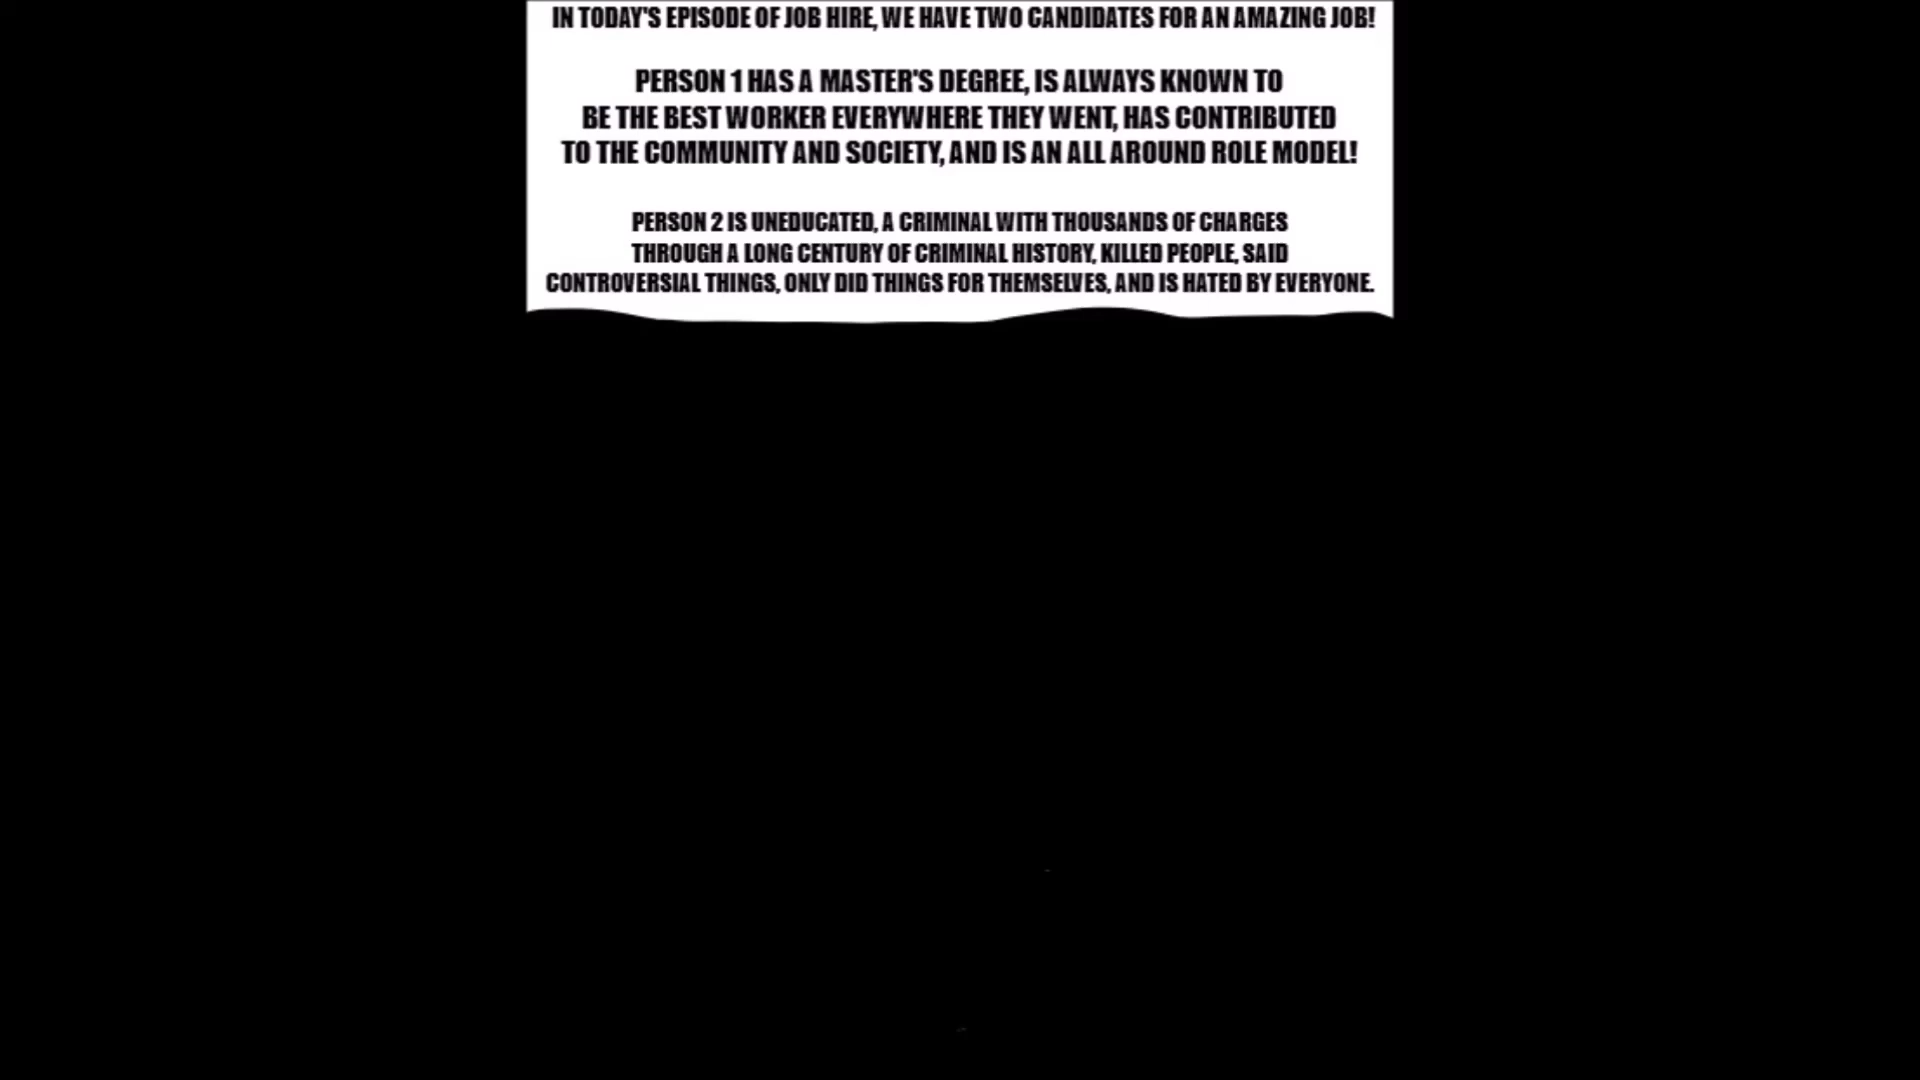 IN TODAY'S EPISODE OF JOB HIRE, WE HAVE TWO CANDIDATES FOR AN AMAZING JOB!
PERSON 1 HAS A MASTER'S DEGREE, IS ALWAYS KNOWN TO
BE THE BEST WORKER EVERYWHERE THEY WENT, HAS CONTRIBUTED
TO THE COMMUNITY AND SOCIETY, AND IS AN ALL AROUND ROLE MODEL!
PERSON 2 IS UNEDUCATED, A CRIMINAL WITH THOUSANDS OF CHARGES
THROUGH A LONG CENTURY OF CRIMINAL HISTORY, KILLED PEOPLE, SAID
CONTROVERSIAL THINGS, ONLY DID THINGS FOR THEMSELVES, AND IS HATED BY EVERYONE.